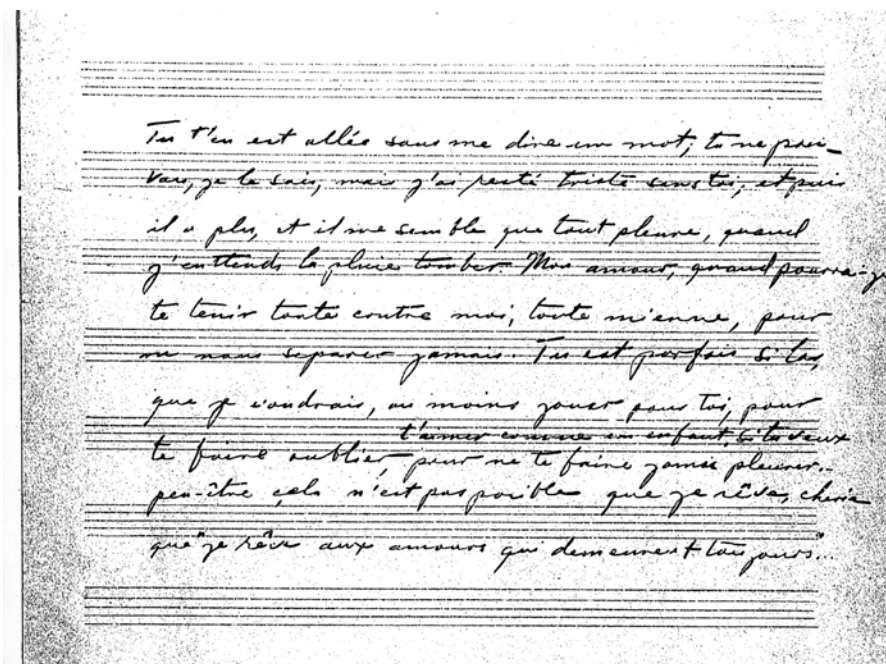 Tu t'en est allée sans me dire un mot; tu ne pou-
vais, je le sais, mais j'ai resté triste sans toi, et puis
il a plu, et il me semble que tout pleure, quand
j'enttends la pluie tomber. Mon amour, quand pourra-je
te tenir toute contre moi, toute mienne, pour
ne nous separer jamais. Tu est parfois si las,
que je voudrais, au moins jouer pour toi, pour
t'aimer comme un enfant, si tu veux
te faire oublier, pour ne te faire jamais pleurer..
peu-être cela n'est pas posible que je rêve, cherie
que "je rêve aux amours qui demeurent toujours"...